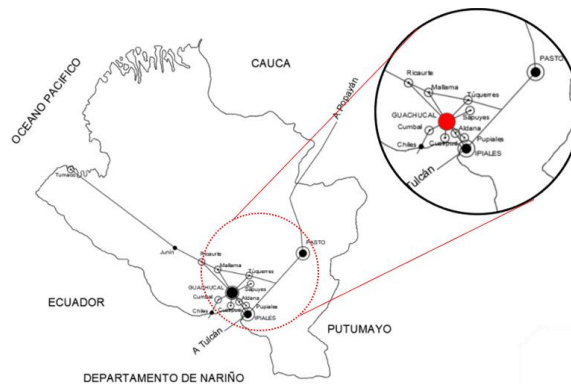 OCEANO PACIFICO
CAUCA
A Popayán
Tumaco
Junín
Ricaurte
Mallama
Túquerres
GUACHUCAL
Sapuyes
Cumbal
Aldana
Chiles
Cuaspud
Pupiales
IPIALES
PASTO
A Tulcán
ECUADOR
PUTUMAYO
DEPARTAMENTO DE NARIÑO
PASTO
Ricaurte
Mallama
Túquerres
GUACHUCAL
Sapuyes
Cumbal
Aldana
Chiles
Cuaspud
Pupiales
IPIALES
Tulcán